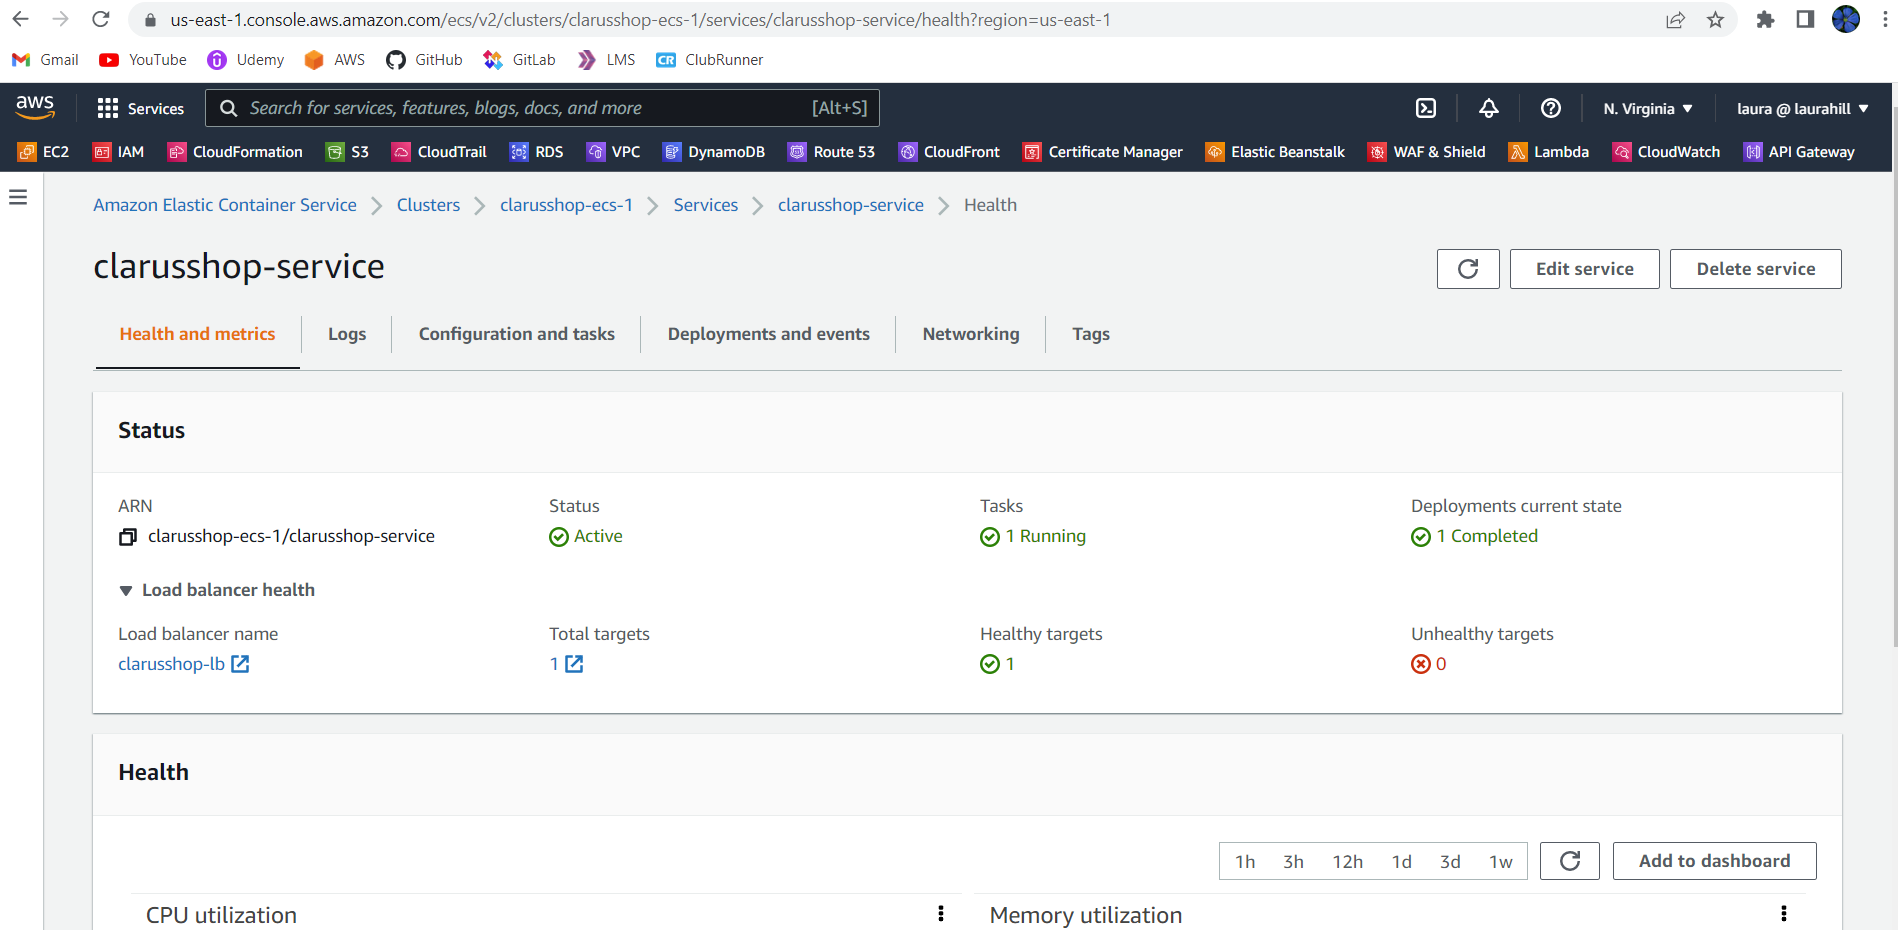 us-east-1.console.aws.amazon.com/ecs/v2/clusters/clarusshop-ecs-1/services/clarusshop-service/health?region=us-east-1
Gmail YouTube Udemy AWS GitHub GitLab LMS CR ClubRunner
aws Services Search for services, features, blogs, docs, and more [Alt+S] N. Virginia laura @ laurahill
EC2 IAM CloudFormation S3 CloudTrail RDS VPC DynamoDB Route 53 CloudFront Certificate Manager Elastic Beanstalk WAF & Shield Lambda CloudWatch API Gateway
Amazon Elastic Container Service Clusters clarusshop-ecs-1 Services clarusshop-service Health
clarusshop-service Edit service Delete service
Health and metrics Logs Configuration and tasks Deployments and events Networking Tags
Status
ARN Status Tasks Deployments current state
clarusshop-ecs-1/clarusshop-service Active 1 Running 1 Completed
Load balancer health
Load balancer name Total targets Healthy targets Unhealthy targets
clarusshop-lb 1 1 0
Health
1h 3h 12h 1d 3d 1w Add to dashboard
CPU utilization Memory utilization